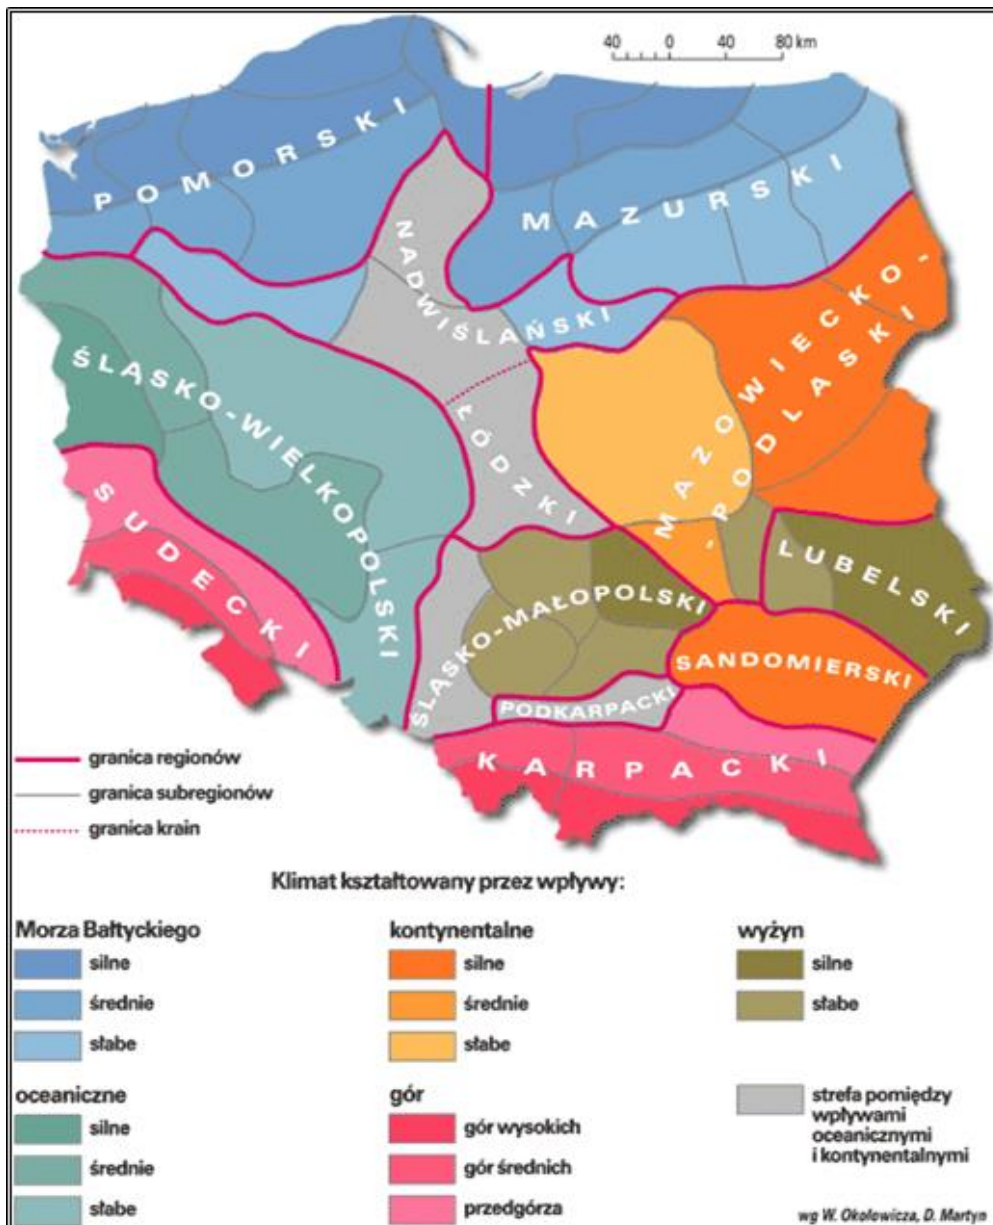 40 0 40 80 km
POMORSKI
MAZURSKI
NADWIŚLAŃSKI
MAZOWIECKO-
-PODLASKI
ŚLĄSKO-WIELKOPOLSKI
ŁÓDZKI
SUDECKI
LUBELSKI
ŚLĄSKO-MAŁOPOLSKI
SANDOMIERSKI
PODKARPACKI
KARPACKI
granica regionów
granica subregionów
granica krain
Klimat kształtowany przez wpływy:
Morza Bałtyckiego
silne
średnie
słabe
oceaniczne
silne
średnie
słabe
kontynentalne
silne
średnie
słabe
gór
gór wysokich
gór średnich
przedgórza
wyżyn
silne
słabe
strefa pomiędzy
wpływami
oceanicznymi
i kontynentalnymi
wg W. Okołowicza, D. Martyn